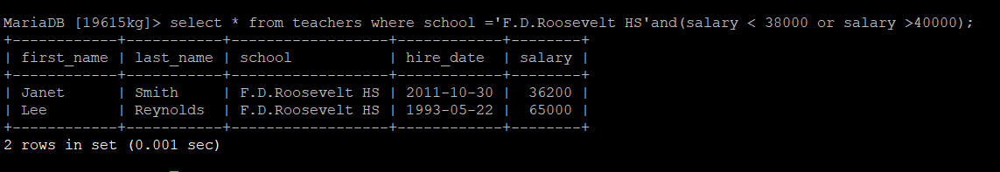 MariaDB [19615kg]> select * from teachers where school ='F.D.Roosevelt HS'and(salary < 38000 or salary >40000);
+------------+-----------+------------------+------------+--------+
| first_name | last_name | school           | hire_date  | salary |
+------------+-----------+------------------+------------+--------+
| Janet      | Smith     | F.D.Roosevelt HS | 2011-10-30 |  36200 |
| Lee        | Reynolds  | F.D.Roosevelt HS | 1993-05-22 |  65000 |
+------------+-----------+------------------+------------+--------+
2 rows in set (0.001 sec)